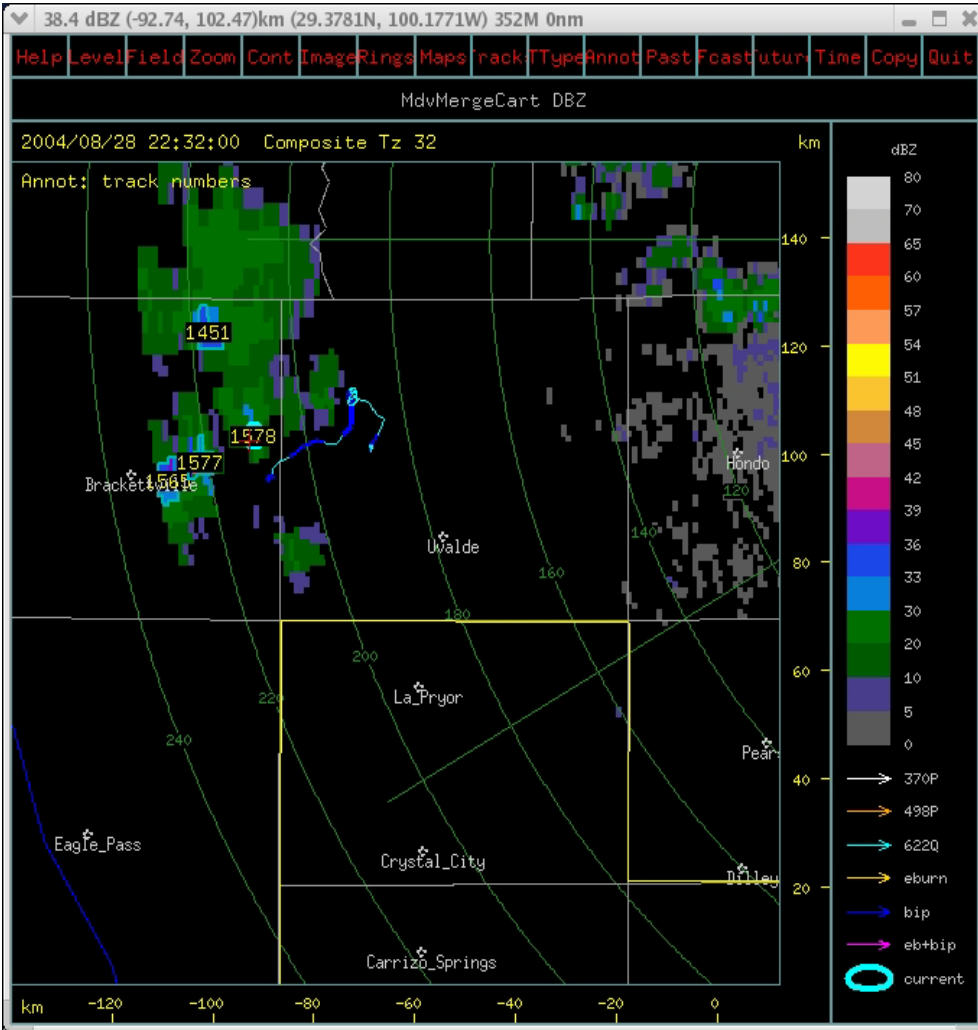 38.4 dBZ (-92.74, 102.47)km (29.3781N, 100.1771W) 352M 0nm
Help Level Field Zoom Cont Image Rings Maps Track TType Annot Past Fcast Future Time Copy Quit
MdvMergeCart DBZ
2004/08/28 22:32:00 Composite Tz 32 km
dBZ
Annot: track numbers
80
70
65
60
57
54
51
48
45
42
39
36
33
30
20
10
5
0
140
120
100
80
60
40
20
1451
1578
1577
1565
Brackettville
Hondo
120
140
Uvalde
160
180
200
La_Pryor
220
240
Pears
Eagle_Pass
Crystal_City
Dilley
Carrizo_Springs
370P
498P
622Q
eburn
bip
eb+bip
current
km -120 -100 -80 -60 -40 -20 0